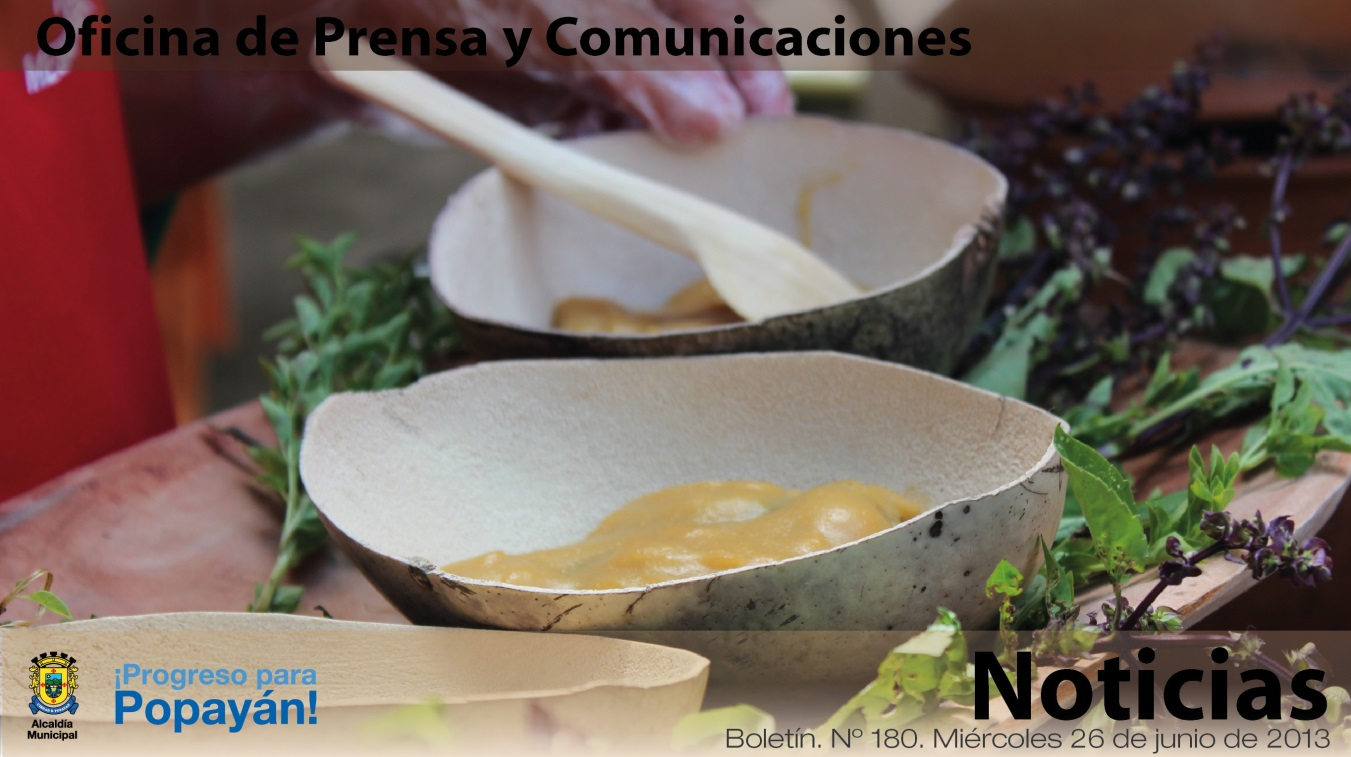 Oficina de Prensa y Comunicaciones
¡Progreso para
Popayán!
Alcaldía
Municipal
Noticias
Boletín. Nº 180. Miércoles 26 de junio de 2013